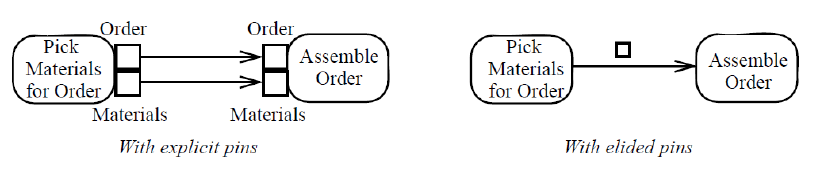 Order
Order
Pick
Materials
for Order
Assemble
Order
Materials
Materials
With explicit pins
Pick
Materials
for Order
Assemble
Order
With elided pins